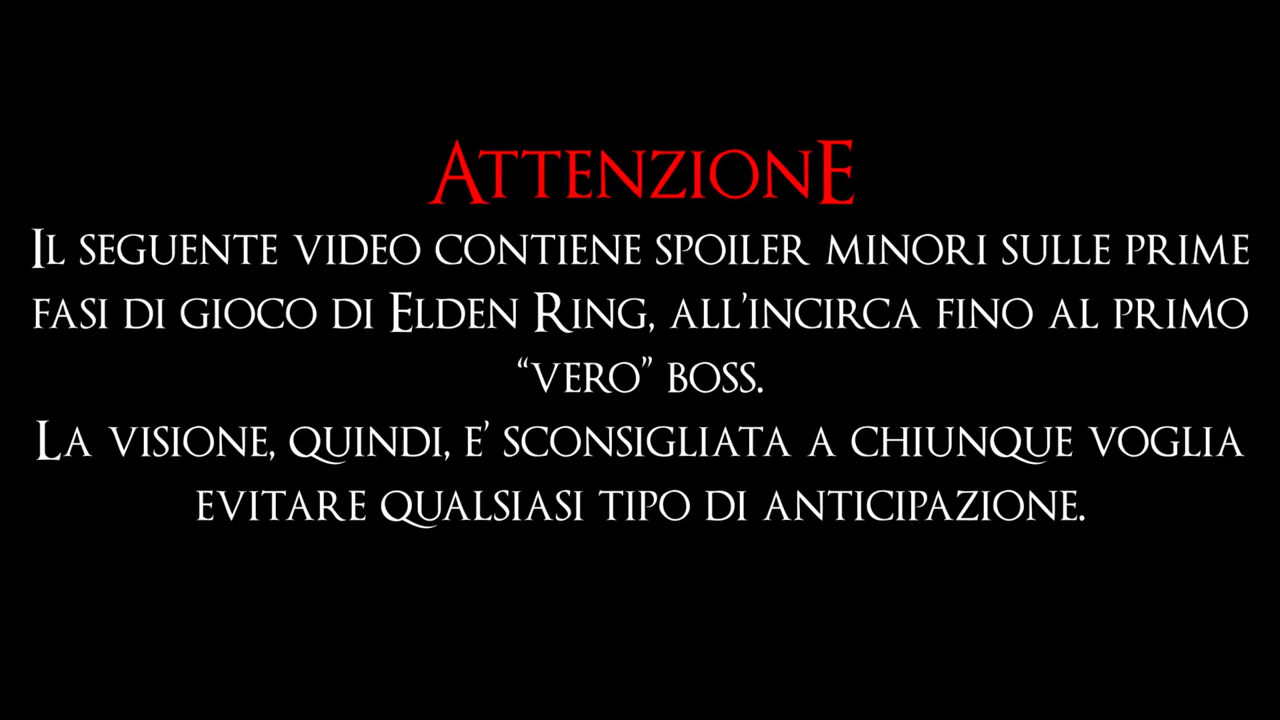 AttenzionE
Il seguente video contiene spoiler minori sulle prime
fasi di gioco di Elden Ring, all'incirca fino al primo
“vero” boss.
La visione, quindi, e' sconsigliata a chiunque voglia
evitare qualsiasi tipo di anticipazione.